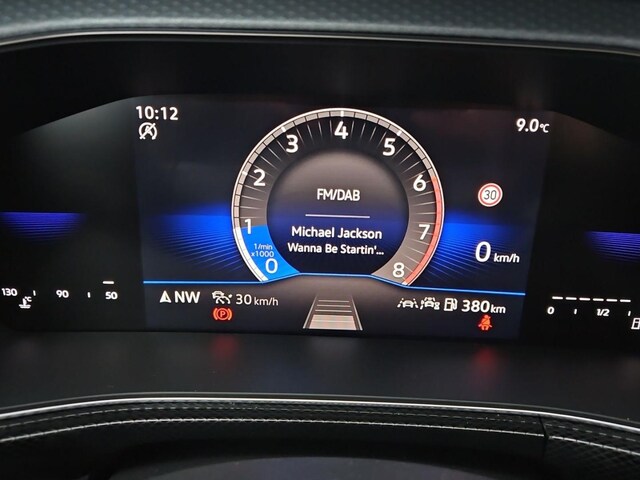 10:12
9.0°C
FM/DAB
Michael Jackson
Wanna Be Startin'...
0 1 2 3 4 5 6 7 8
1/min
x1000
30
0 km/h
130 90 50
NW
30 km/h
380 km
0 1/2
(P)